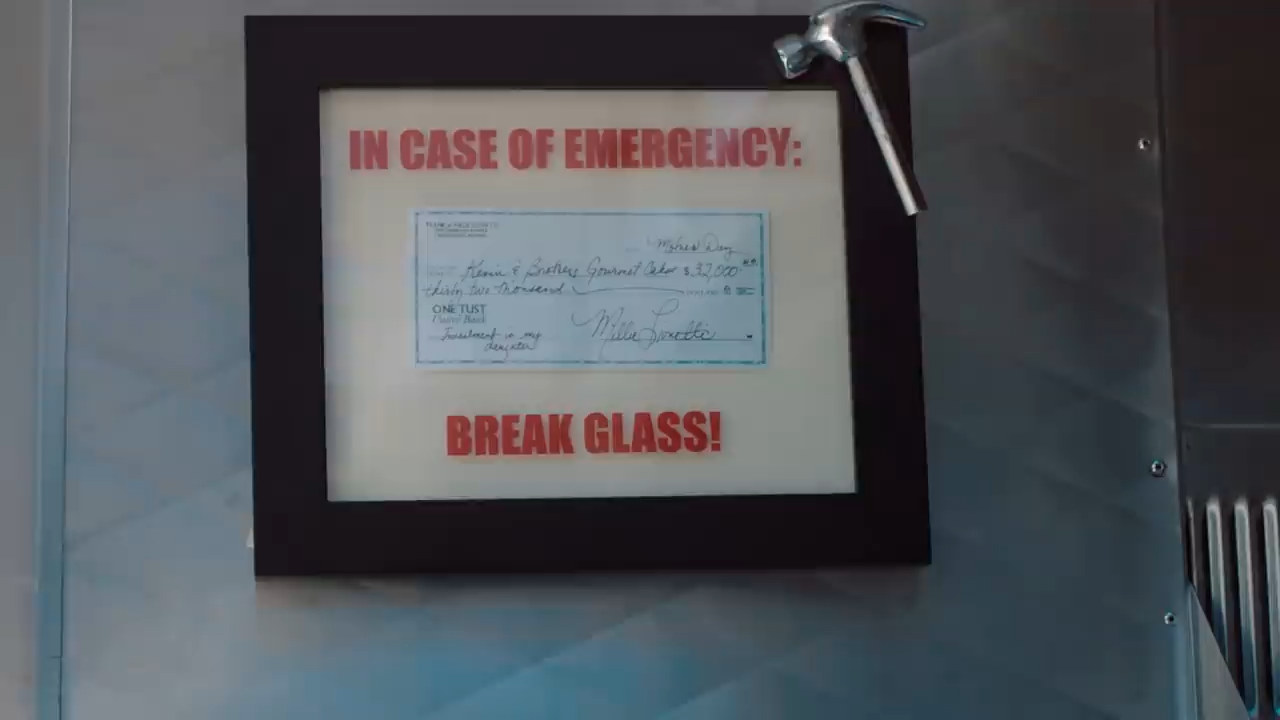 IN CASE OF EMERGENCY:
Mother's Day
Kevin & Brothers Gourmet Cakes $32,000
thirty two thousand
ONE TUST
Investment in my
daughter
BREAK GLASS!